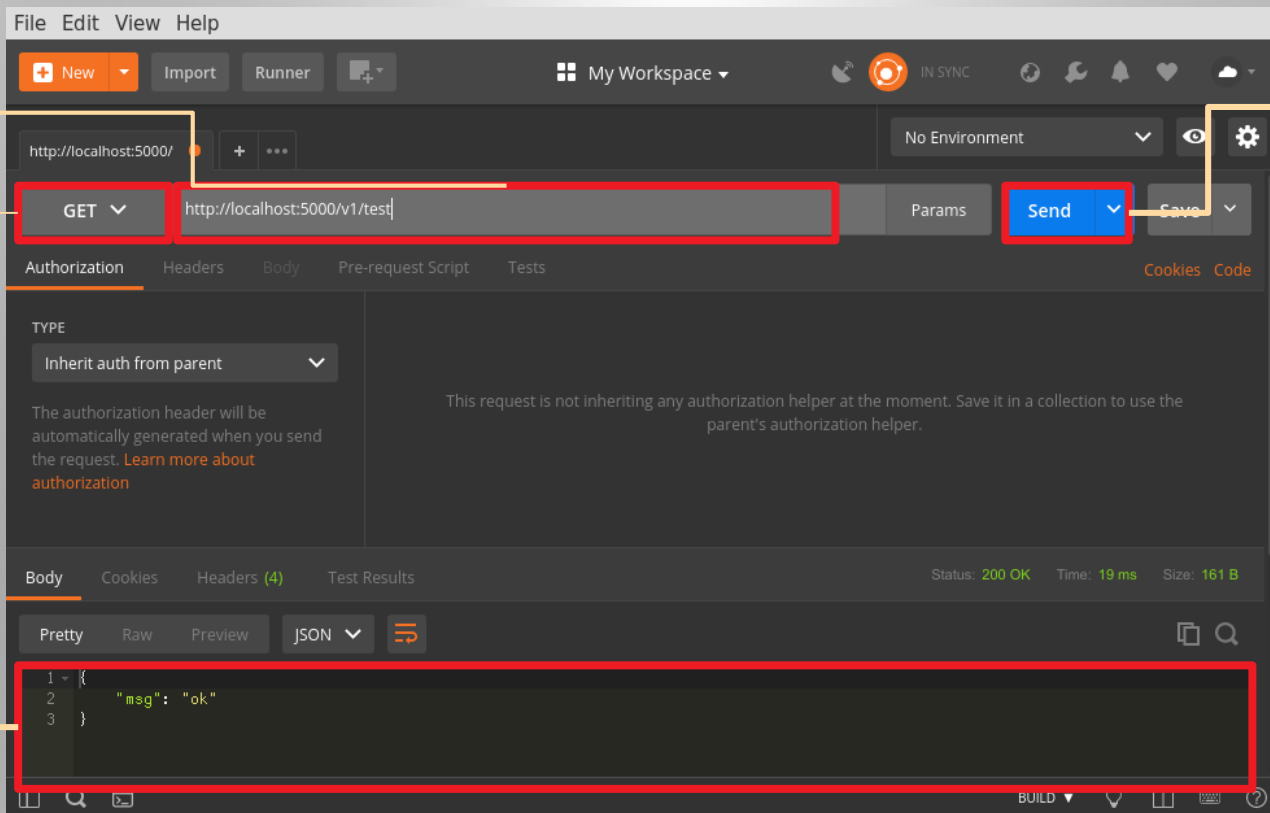 File Edit View Help
New Import Runner My Workspace IN SYNC
http://localhost:5000/ + ••• No Environment
GET http://localhost:5000/v1/test Params Send Save
Authorization Headers Body Pre-request Script Tests Cookies Code
TYPE
Inherit auth from parent
The authorization header will be
automatically generated when you send
the request. Learn more about
authorization
This request is not inheriting any authorization helper at the moment. Save it in a collection to use the
parent's authorization helper.
Body Cookies Headers (4) Test Results Status: 200 OK Time: 19 ms Size: 161 B
Pretty Raw Preview JSON
1 {
2 "msg": "ok"
3 }
BUILD